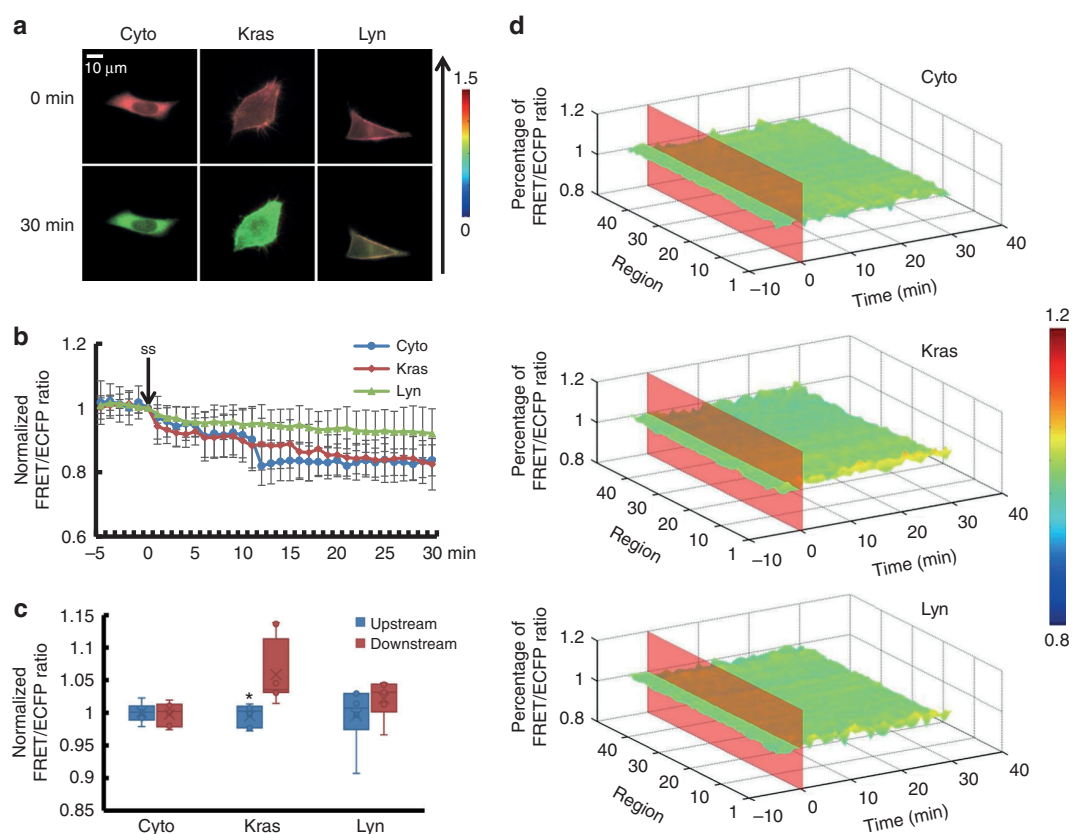 a
Cyto Kras Lyn
10 μm
0 min
30 min
1.5
0
b
1.2
1
0.8
0.6
Normalized
FRET/ECFP ratio
ss
Cyto
Kras
Lyn
–5 0 5 10 15 20 25 30 min
c
1.15
1.1
1.05
1
0.95
0.9
0.85
Normalized
FRET/ECFP ratio
Upstream
Downstream
*
Cyto Kras Lyn
d
Cyto
Percentage of
FRET/ECFP ratio
1.2
1
0.8
40
30
20
10
1
Region
–10 0 10 20 30 40
Time (min)
Kras
Percentage of
FRET/ECFP ratio
1.2
1
0.8
40
30
20
10
1
Region
–10 0 10 20 30 40
Time (min)
Lyn
Percentage of
FRET/ECFP ratio
1.2
1
0.8
40
30
20
10
1
Region
–10 0 10 20 30 40
Time (min)
1.2
0.8